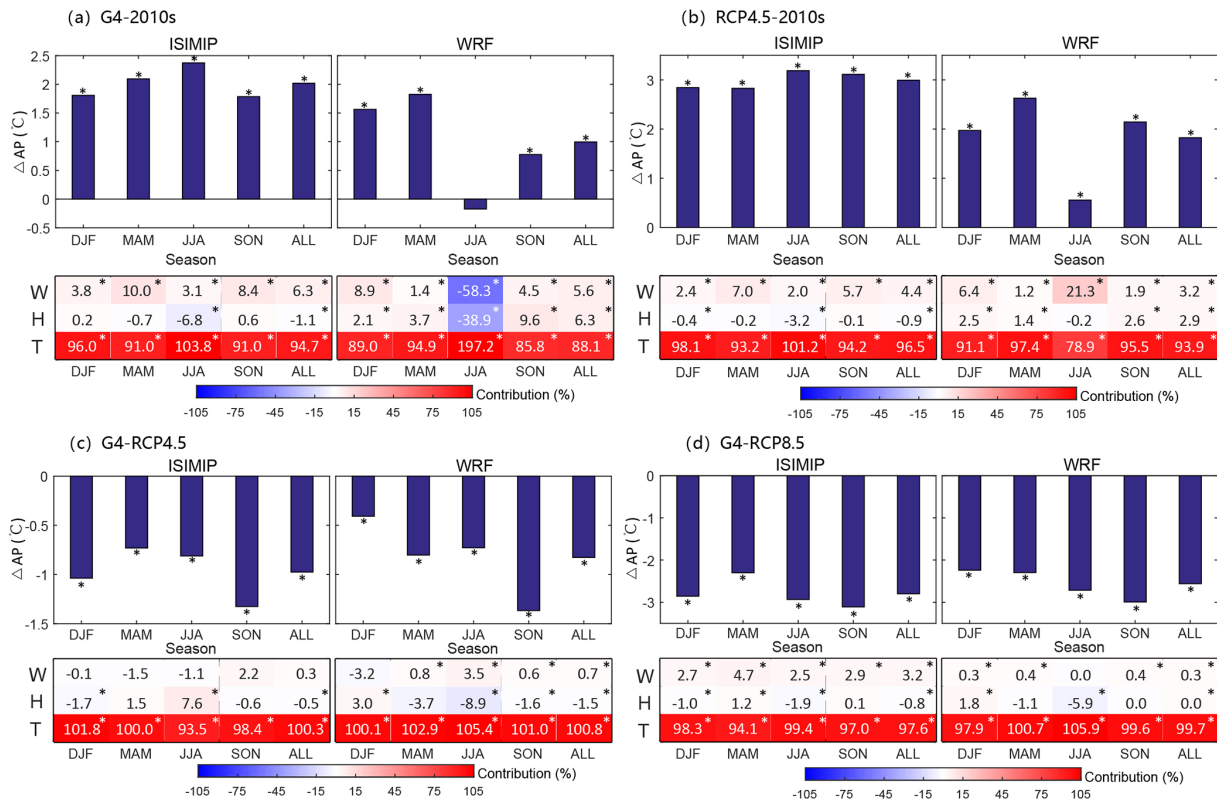 (a) G4-2010s
ISIMIP WRF
△ AP (℃)
2.5
2
1.5
1
0.5
0
-0.5
* * * * * * * * *
DJF MAM JJA SON ALL DJF MAM JJA SON ALL
Season
W 3.8* 10.0* 3.1* 8.4* 6.3* 8.9* 1.4* -58.3* 4.5* 5.6*
H 0.2 -0.7 -6.8* 0.6 -1.1 2.1* 3.7* -38.9* 9.6* 6.3*
T 96.0* 91.0* 103.8* 91.0* 94.7* 89.0* 94.9* 197.2* 85.8* 88.1*
DJF MAM JJA SON ALL DJF MAM JJA SON ALL
Contribution (%)
-105 -75 -45 -15 15 45 75 105
(b) RCP4.5-2010s
ISIMIP WRF
△ AP (℃)
3
2
1
0
* * * * * * * * * *
DJF MAM JJA SON ALL DJF MAM JJA SON ALL
Season
W 2.4* 7.0* 2.0* 5.7* 4.4* 6.4* 1.2* 21.3* 1.9* 3.2*
H -0.4* -0.2 -3.2* -0.1 -0.9* 2.5* 1.4* -0.2 2.6* 2.9*
T 98.1* 93.2* 101.2* 94.2* 96.5* 91.1* 97.4* 78.9* 95.5* 93.9*
DJF MAM JJA SON ALL DJF MAM JJA SON ALL
Contribution (%)
-105 -75 -45 -15 15 45 75 105
(c) G4-RCP4.5
ISIMIP WRF
△ AP (℃)
0
-0.5
-1
-1.5
* * * * * * * * * *
DJF MAM JJA SON ALL DJF MAM JJA SON ALL
Season
W -0.1 -1.5 -1.1 2.2 0.3 -3.2 0.8* 3.5* 0.6* 0.7*
H -1.7* 1.5 7.6* -0.6 -0.5* 3.0* -3.7 -8.9* -1.6* -1.5*
T 101.8* 100.0* 93.5* 98.4* 100.3* 100.1* 102.9* 105.4* 101.0* 100.8*
DJF MAM JJA SON ALL DJF MAM JJA SON ALL
Contribution (%)
-105 -75 -45 -15 15 45 75 105
(d) G4-RCP8.5
ISIMIP WRF
△ AP (℃)
0
-1
-2
-3
* * * * * * * * * *
DJF MAM JJA SON ALL DJF MAM JJA SON ALL
Season
W 2.7* 4.7* 2.5* 2.9* 3.2* 0.3* 0.4* 0.0 0.4* 0.3*
H -1.0* 1.2* -1.9* 0.1 -0.8* 1.8* -1.1 -5.9* 0.0 0.0
T 98.3* 94.1* 99.4* 97.0* 97.6* 97.9* 100.7* 105.9* 99.6* 99.7*
DJF MAM JJA SON ALL DJF MAM JJA SON ALL
Contribution (%)
-105 -75 -45 -15 15 45 75 105